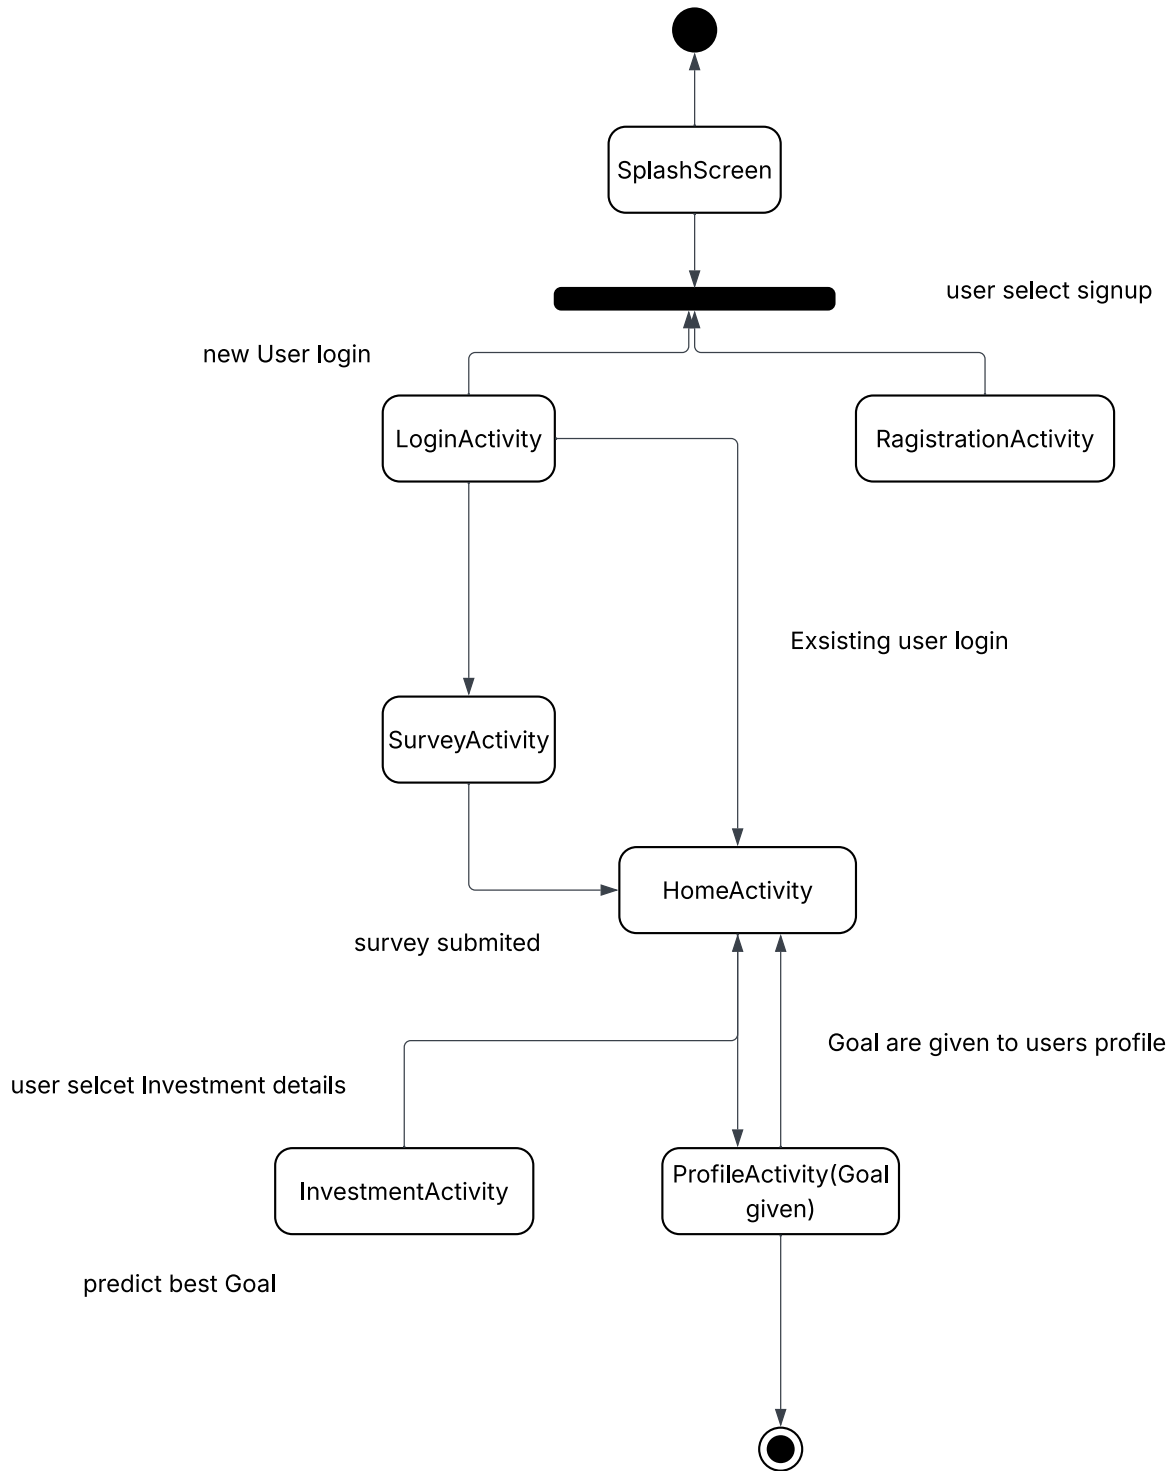 SplashScreen
user select signup
new User login
LoginActivity
RagistrationActivity
Exsisting user login
SurveyActivity
HomeActivity
survey submited
Goal are given to users profile
user selcet Investment details
InvestmentActivity
ProfileActivity(Goal
given)
predict best Goal